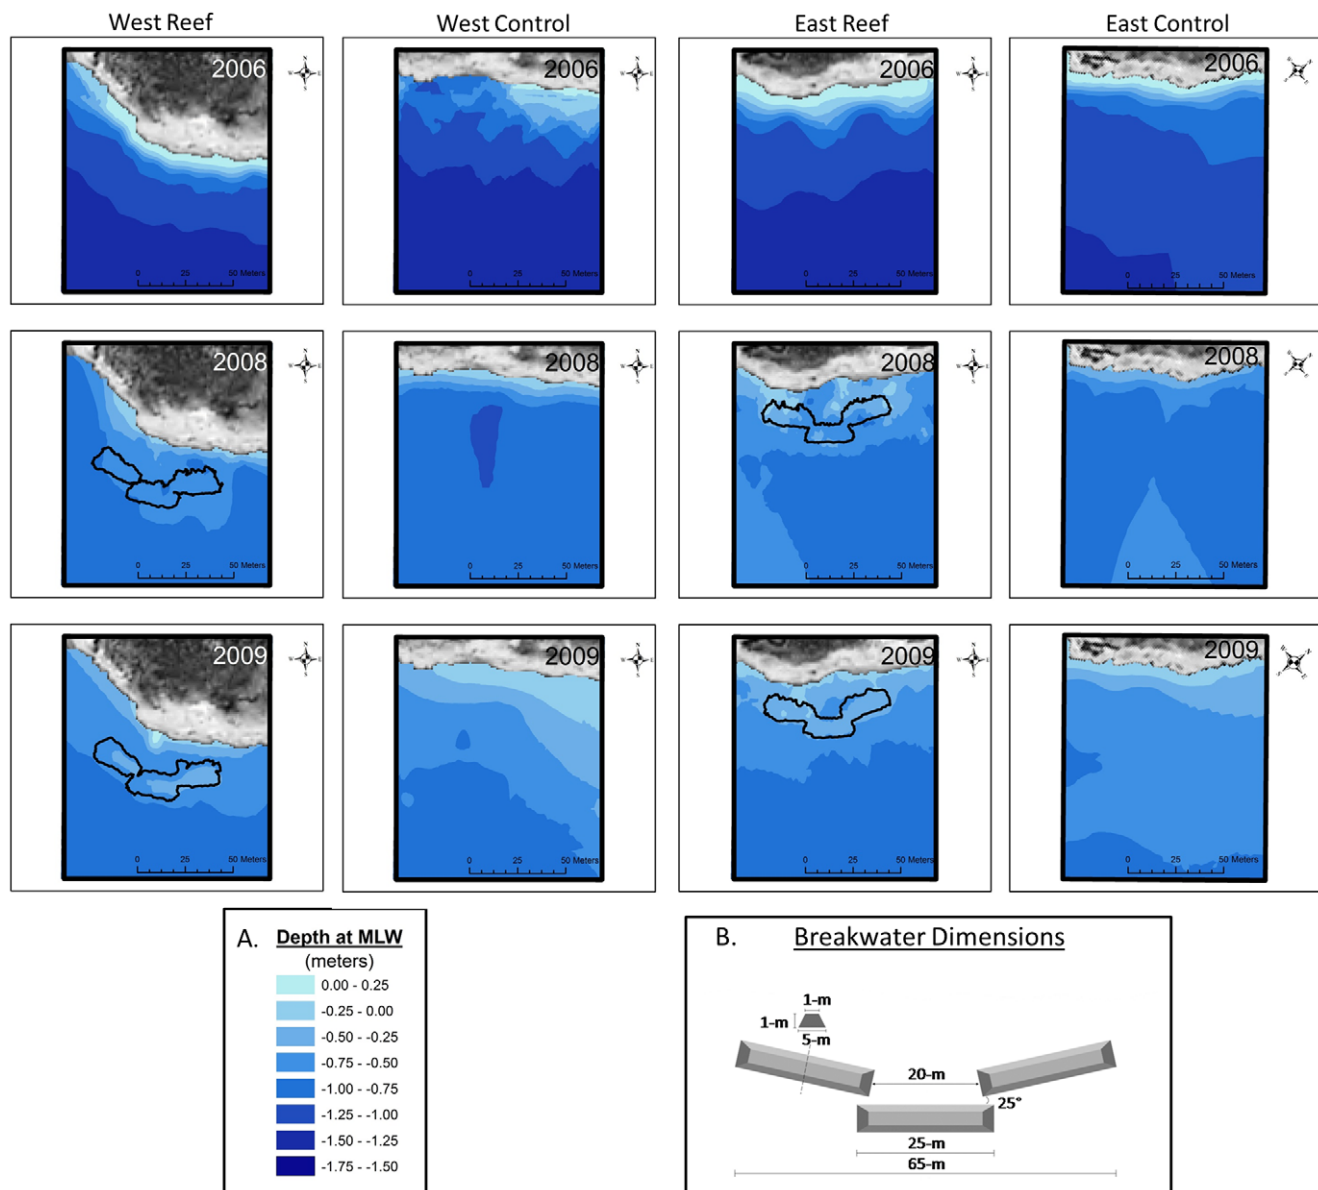 West Reef West Control East Reef East Control
2006 2006 2006 2006
N W E N W E N W E
0 25 50 Meters 0 25 50 Meters 0 25 50 Meters 0 25 50 Meters
2008 2008 2008 2008
N W E N W E N W E
0 25 50 Meters 0 25 50 Meters 0 25 50 Meters 0 25 50 Meters
2009 2009 2009 2009
N W E N W E N W E
0 25 50 Meters 0 25 50 Meters 0 25 50 Meters 0 25 50 Meters
A. Depth at MLW
(meters)
0.00 - 0.25
-0.25 - 0.00
-0.50 - -0.25
-0.75 - -0.50
-1.00 - -0.75
-1.25 - -1.00
-1.50 - -1.25
-1.75 - -1.50
B. Breakwater Dimensions
1-m
1-m
5-m
20-m
25°
25-m
65-m